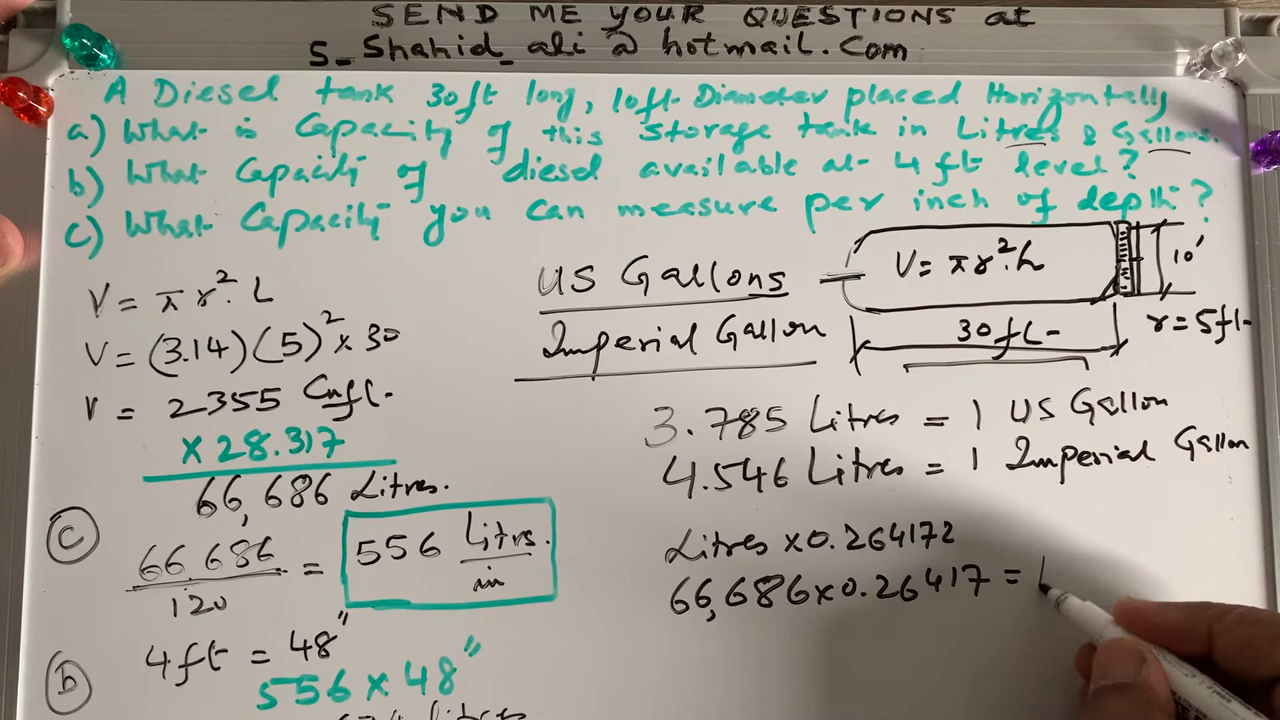 SEND ME YOUR QUESTIONS at
S_Shahid_ali @ hotmail.Com
A Diesel tank 30ft long, 10ft Diameter placed Horizontally
a) What is Capacity of this storage tank in Litres & Gallons.
b) What Capacity of diesel available at 4 ft level?
c) What Capacity you can measure per inch of depth?
V = πr².L
V = (3.14)(5)² x 30
V = 2355 Cuft.
x 28.317
66,686 Litres.
C
66,686 / 120 = 556 Litrs. / in
4ft = 48"
b
556 x 48"
litres
US Gallons
Imperial Gallon
V = πr².L
10'
30ft
r = 5ft
3.785 Litres = 1 US Gallon
4.546 Litres = 1 Imperial Gallon
Litres x 0.264172
66,686 x 0.26417 =